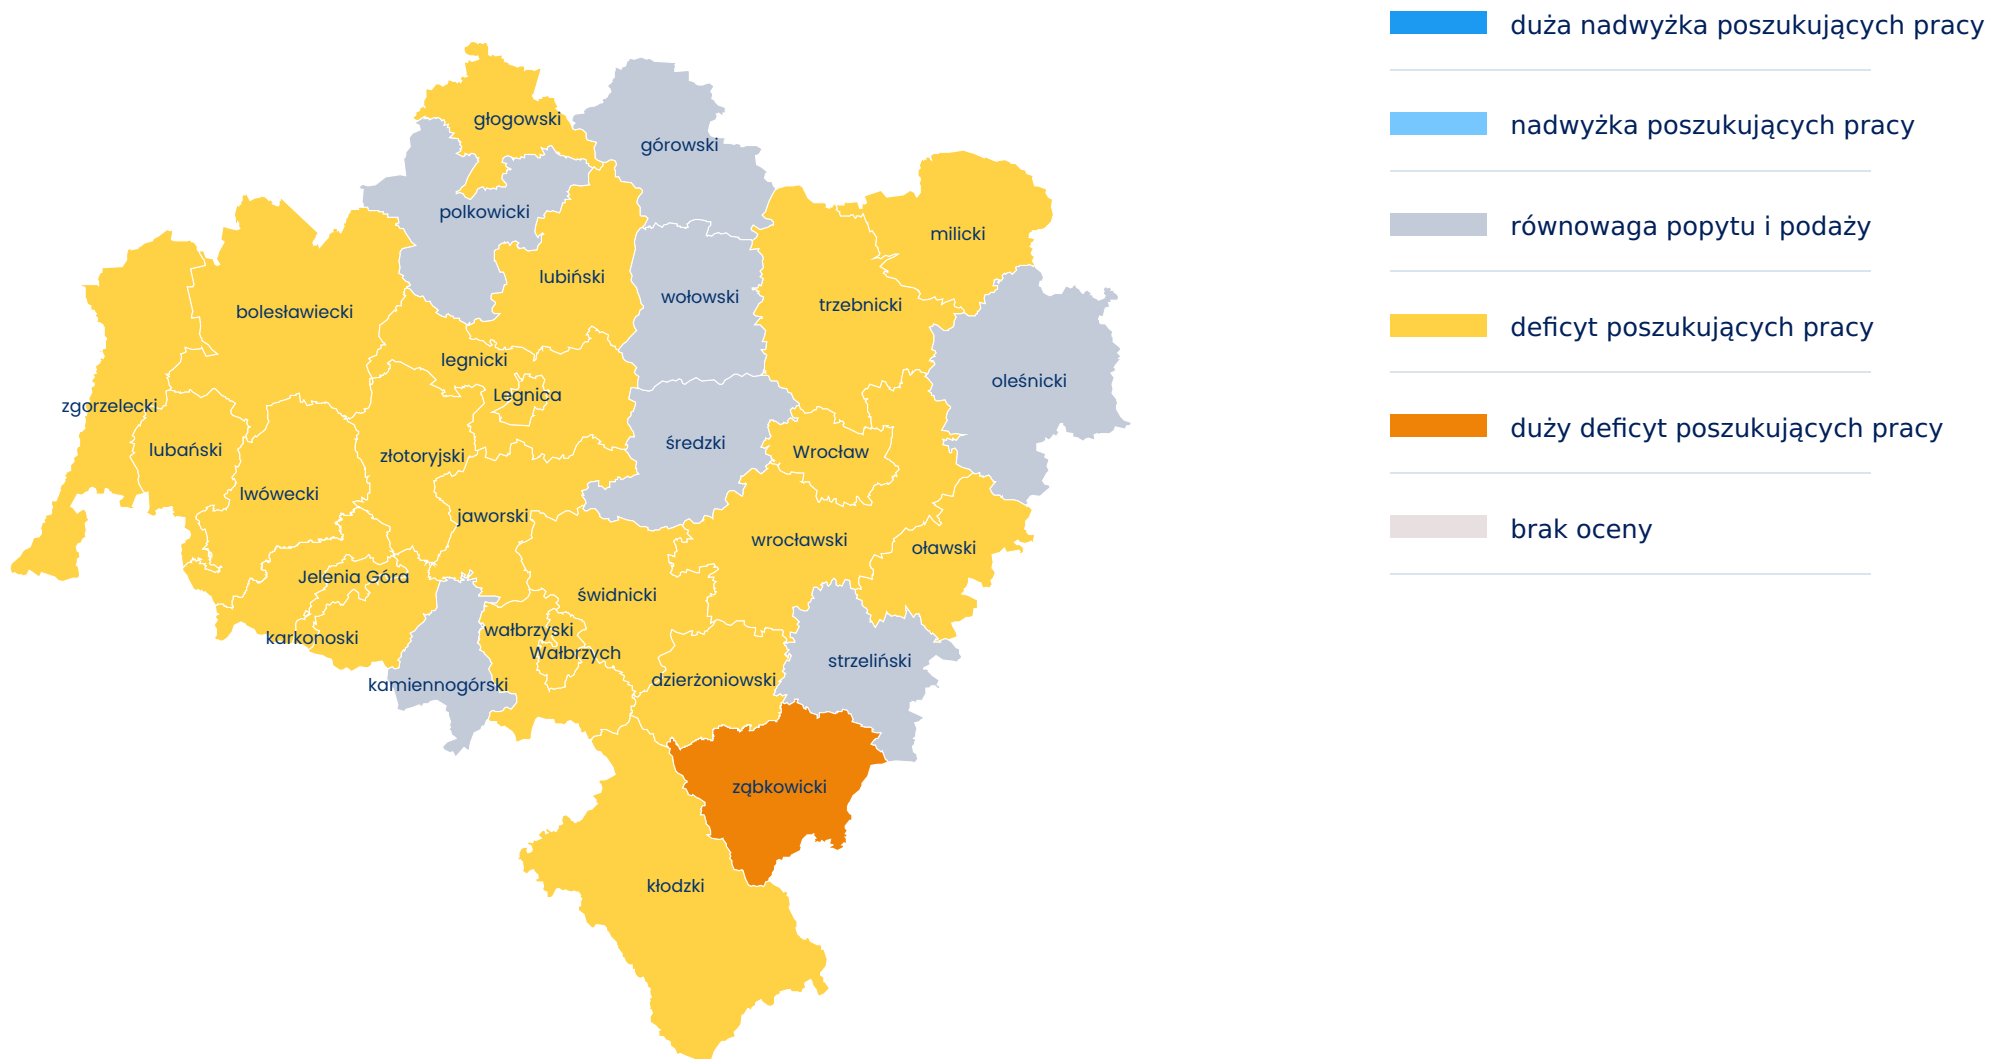 głogowski
górowski
polkowicki
milicki
lubiński
wołowski
trzebnicki
bolesławiecki
legnicki
oleśnicki
Legnica
zgorzelecki
średzki
lubański
Wrocław
złotoryjski
lwówecki
jaworski
wrocławski
oławski
Jelenia Góra
świdnicki
wałbrzyski
karkonoski
Wałbrzych
strzeliński
dzierżoniowski
kamiennogórski
ząbkowicki
kłodzki
duża nadwyżka poszukujących pracy
nadwyżka poszukujących pracy
równowaga popytu i podaży
deficyt poszukujących pracy
duży deficyt poszukujących pracy
brak oceny